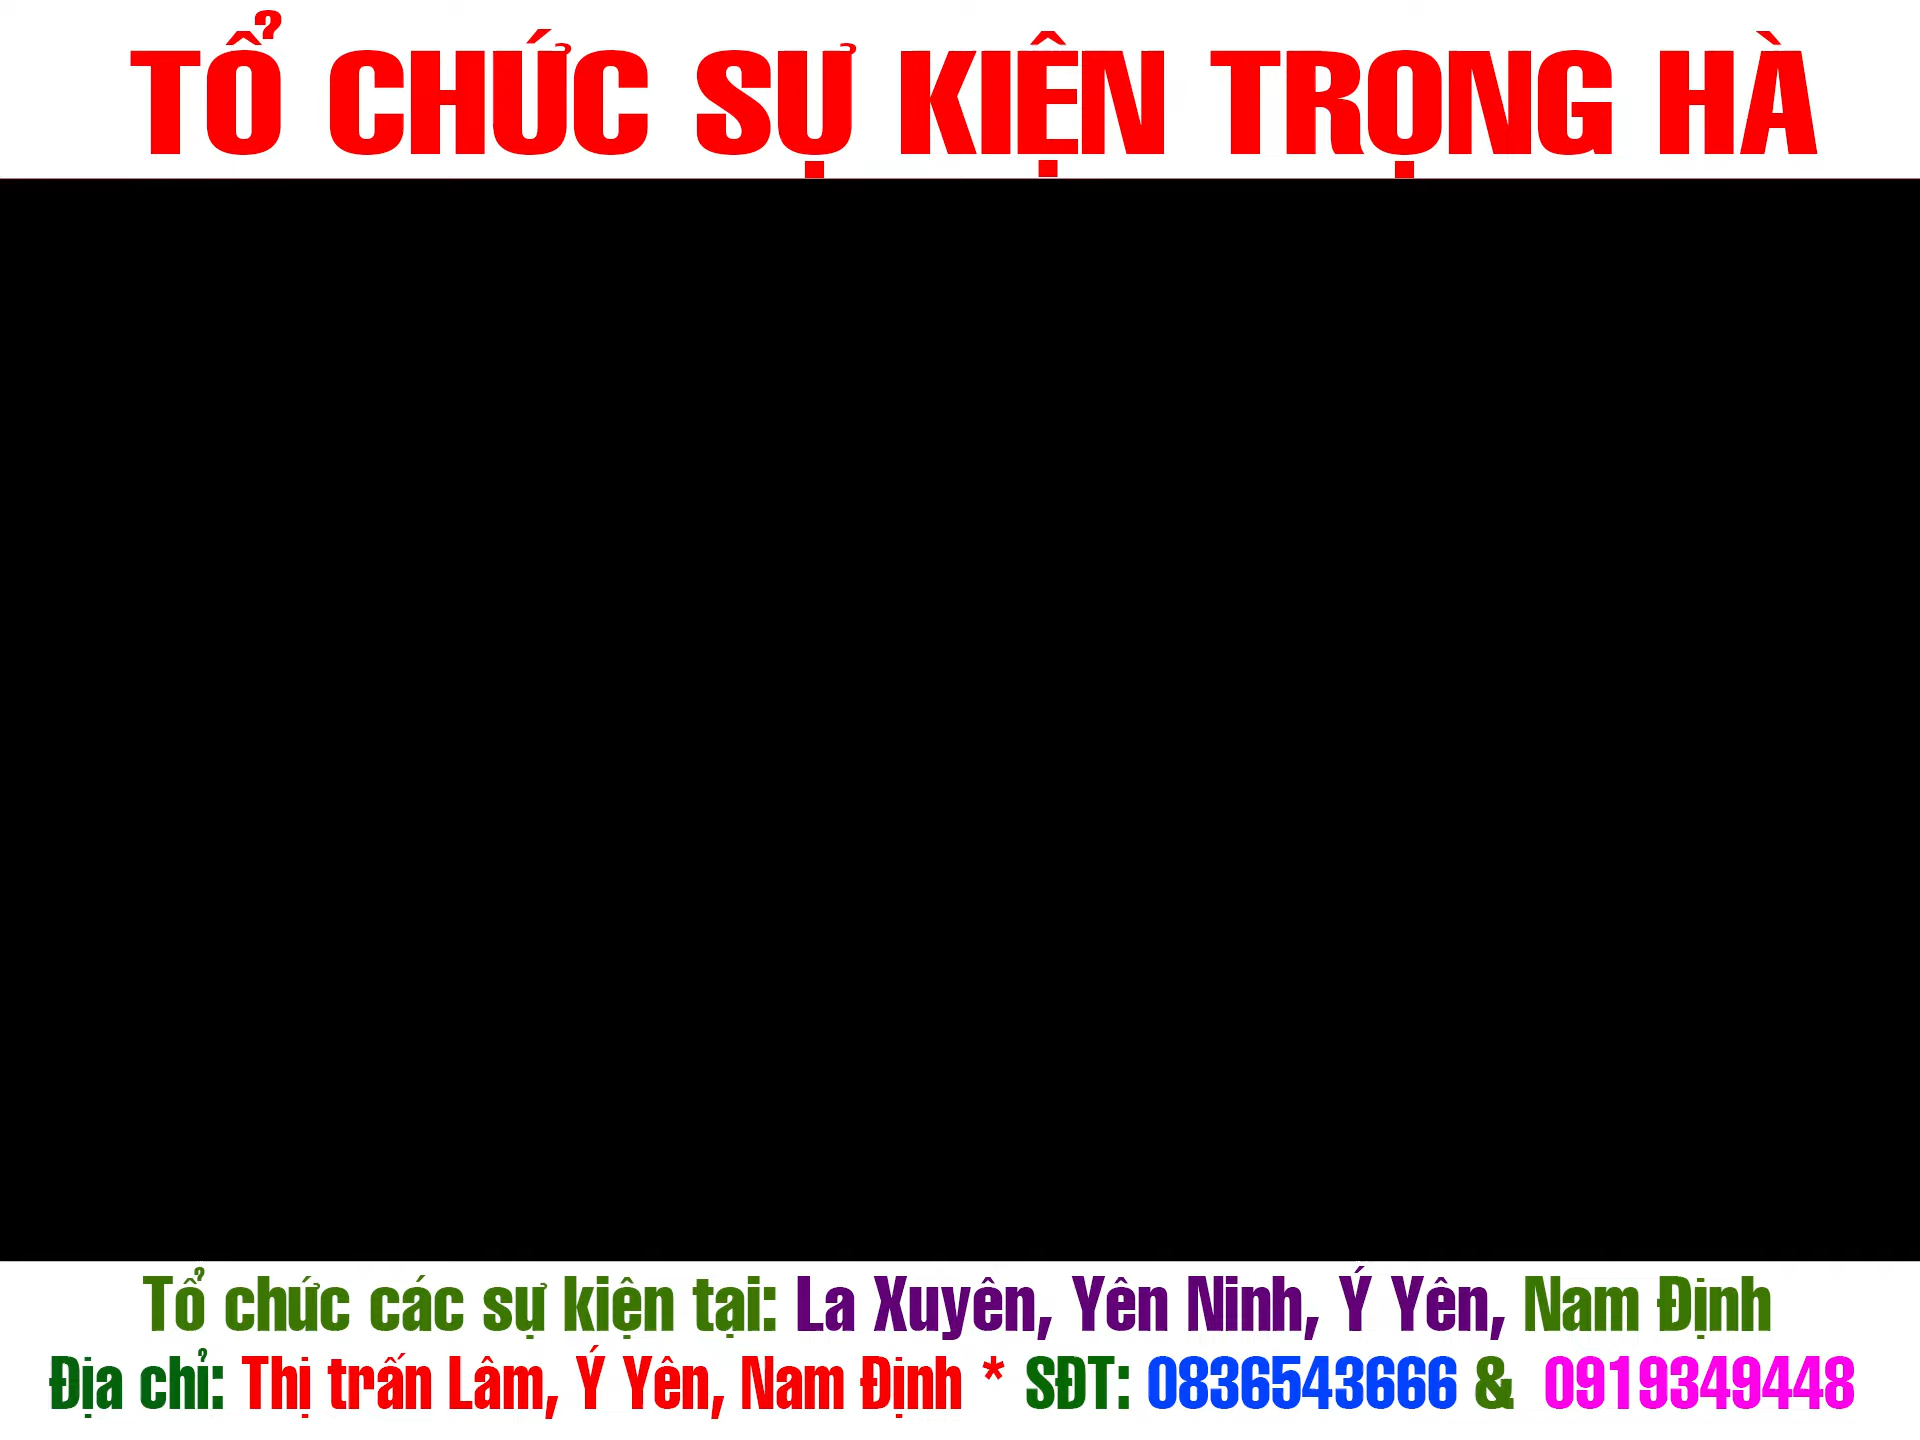 TỔ CHỨC SỰ KIỆN TRỌNG HÀ
Tổ chức các sự kiện tại: La Xuyên, Yên Ninh, Ý Yên, Nam Định
Địa chỉ: Thị trấn Lâm, Ý Yên, Nam Định * SĐT: 0836543666 & 0919349448